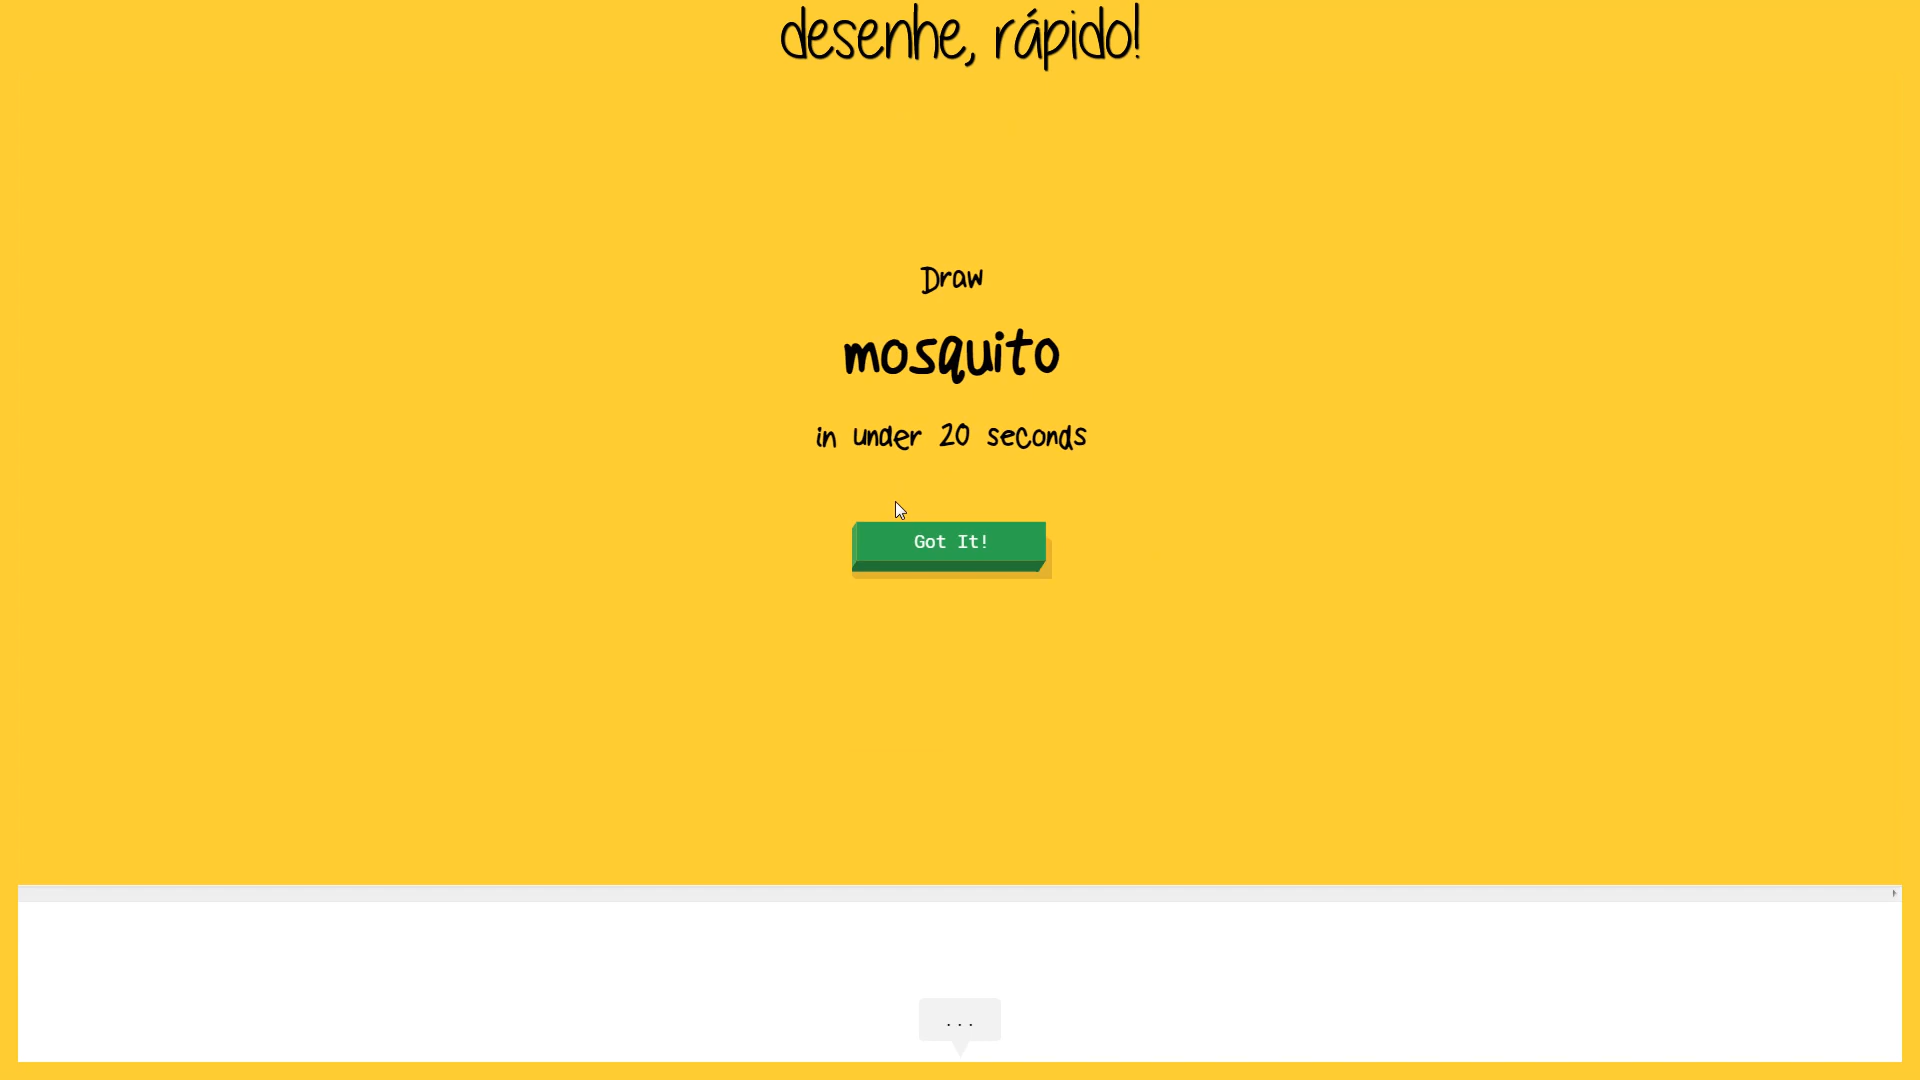 desenhe, rápido!
Draw
mosquito
in under 20 seconds
Got It!
...